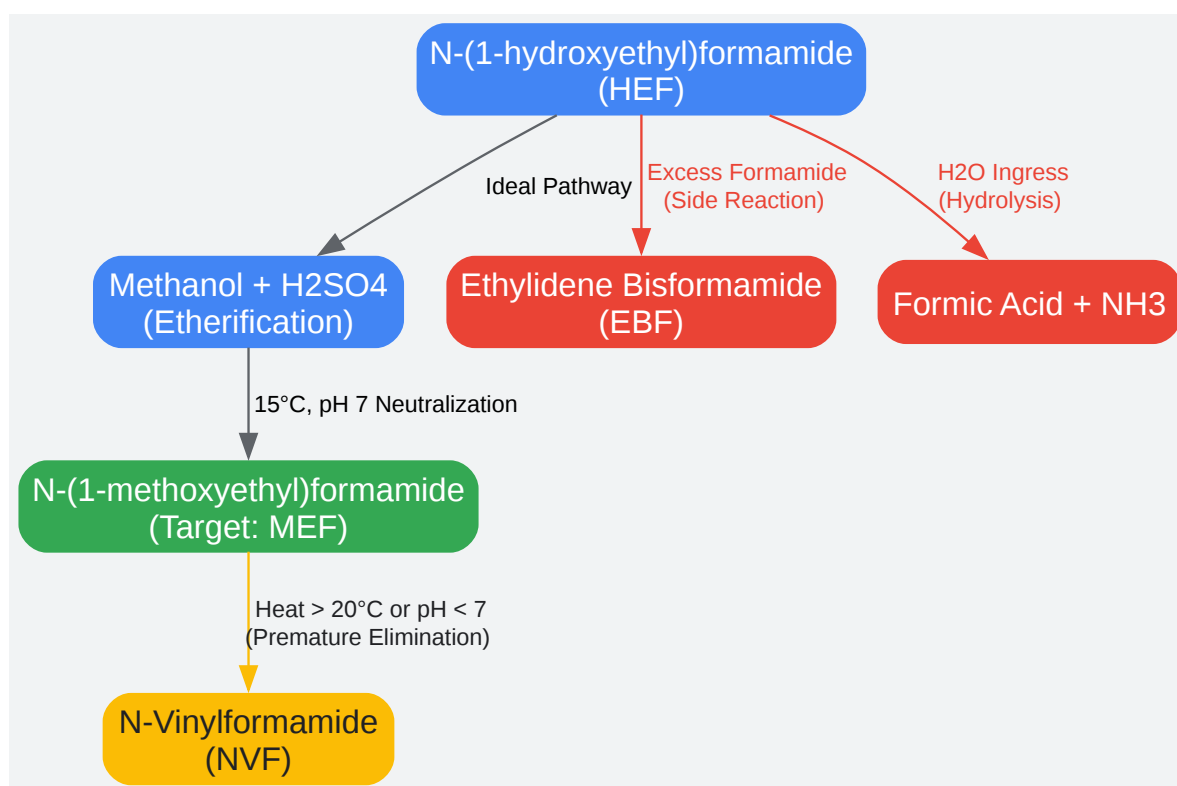 N-(1-hydroxyethyl)formamide
(HEF)
Ideal Pathway
Excess Formamide
(Side Reaction)
H2O Ingress
(Hydrolysis)
Methanol + H2SO4
(Etherification)
Ethylidene Bisformamide
(EBF)
Formic Acid + NH3
15°C, pH 7 Neutralization
N-(1-methoxyethyl)formamide
(Target: MEF)
Heat > 20°C or pH < 7
(Premature Elimination)
N-Vinylformamide
(NVF)